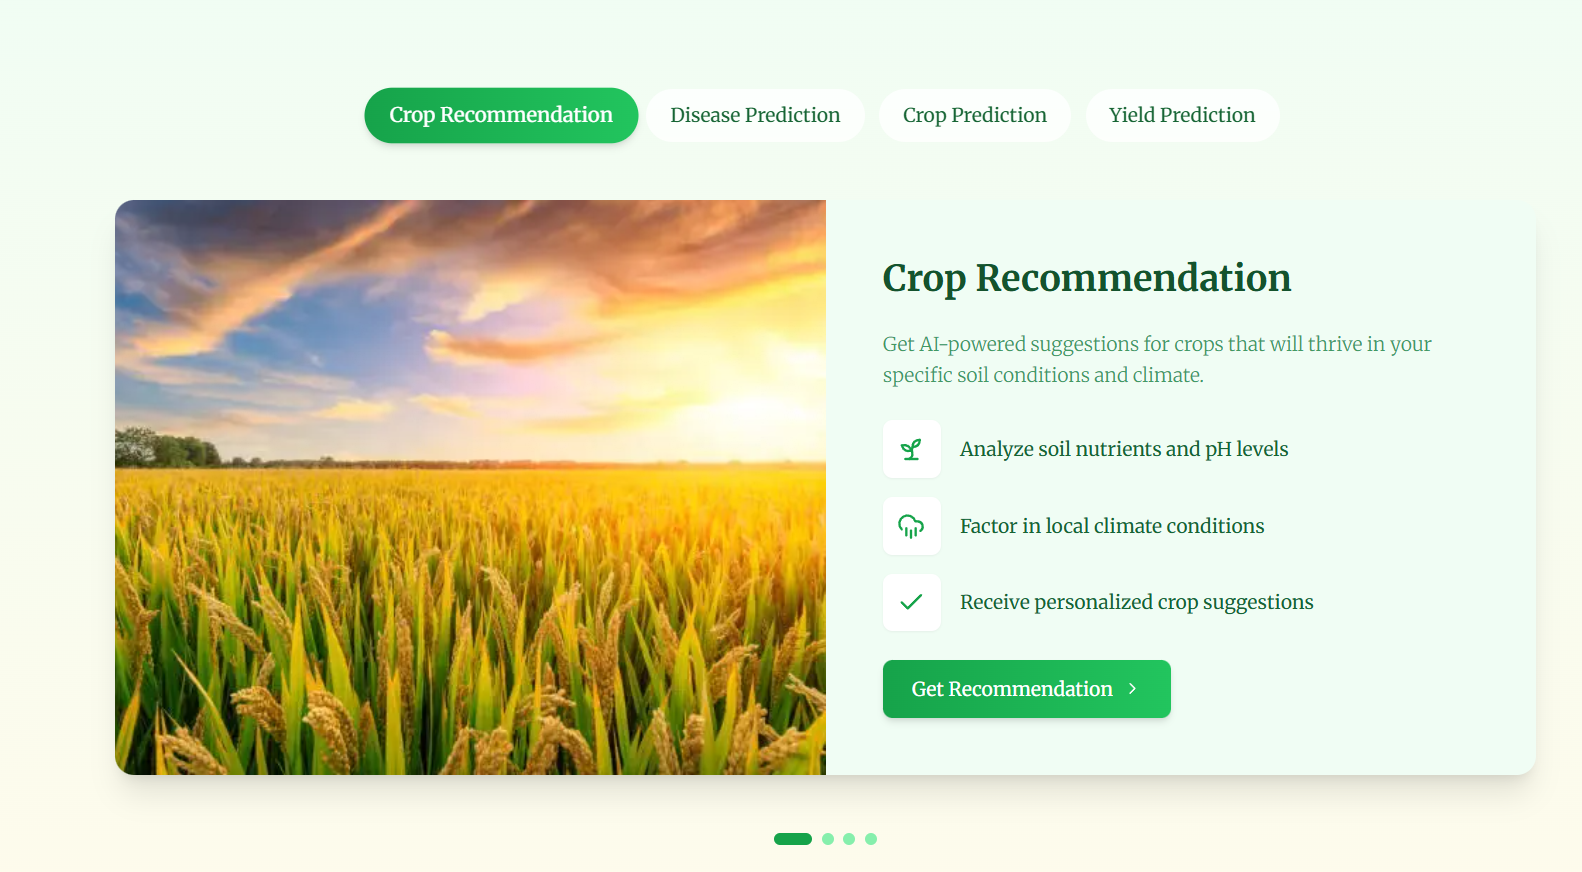 Crop Recommendation
Disease Prediction
Crop Prediction
Yield Prediction
Crop Recommendation
Get AI-powered suggestions for crops that will thrive in your
specific soil conditions and climate.
Analyze soil nutrients and pH levels
Factor in local climate conditions
Receive personalized crop suggestions
Get Recommendation